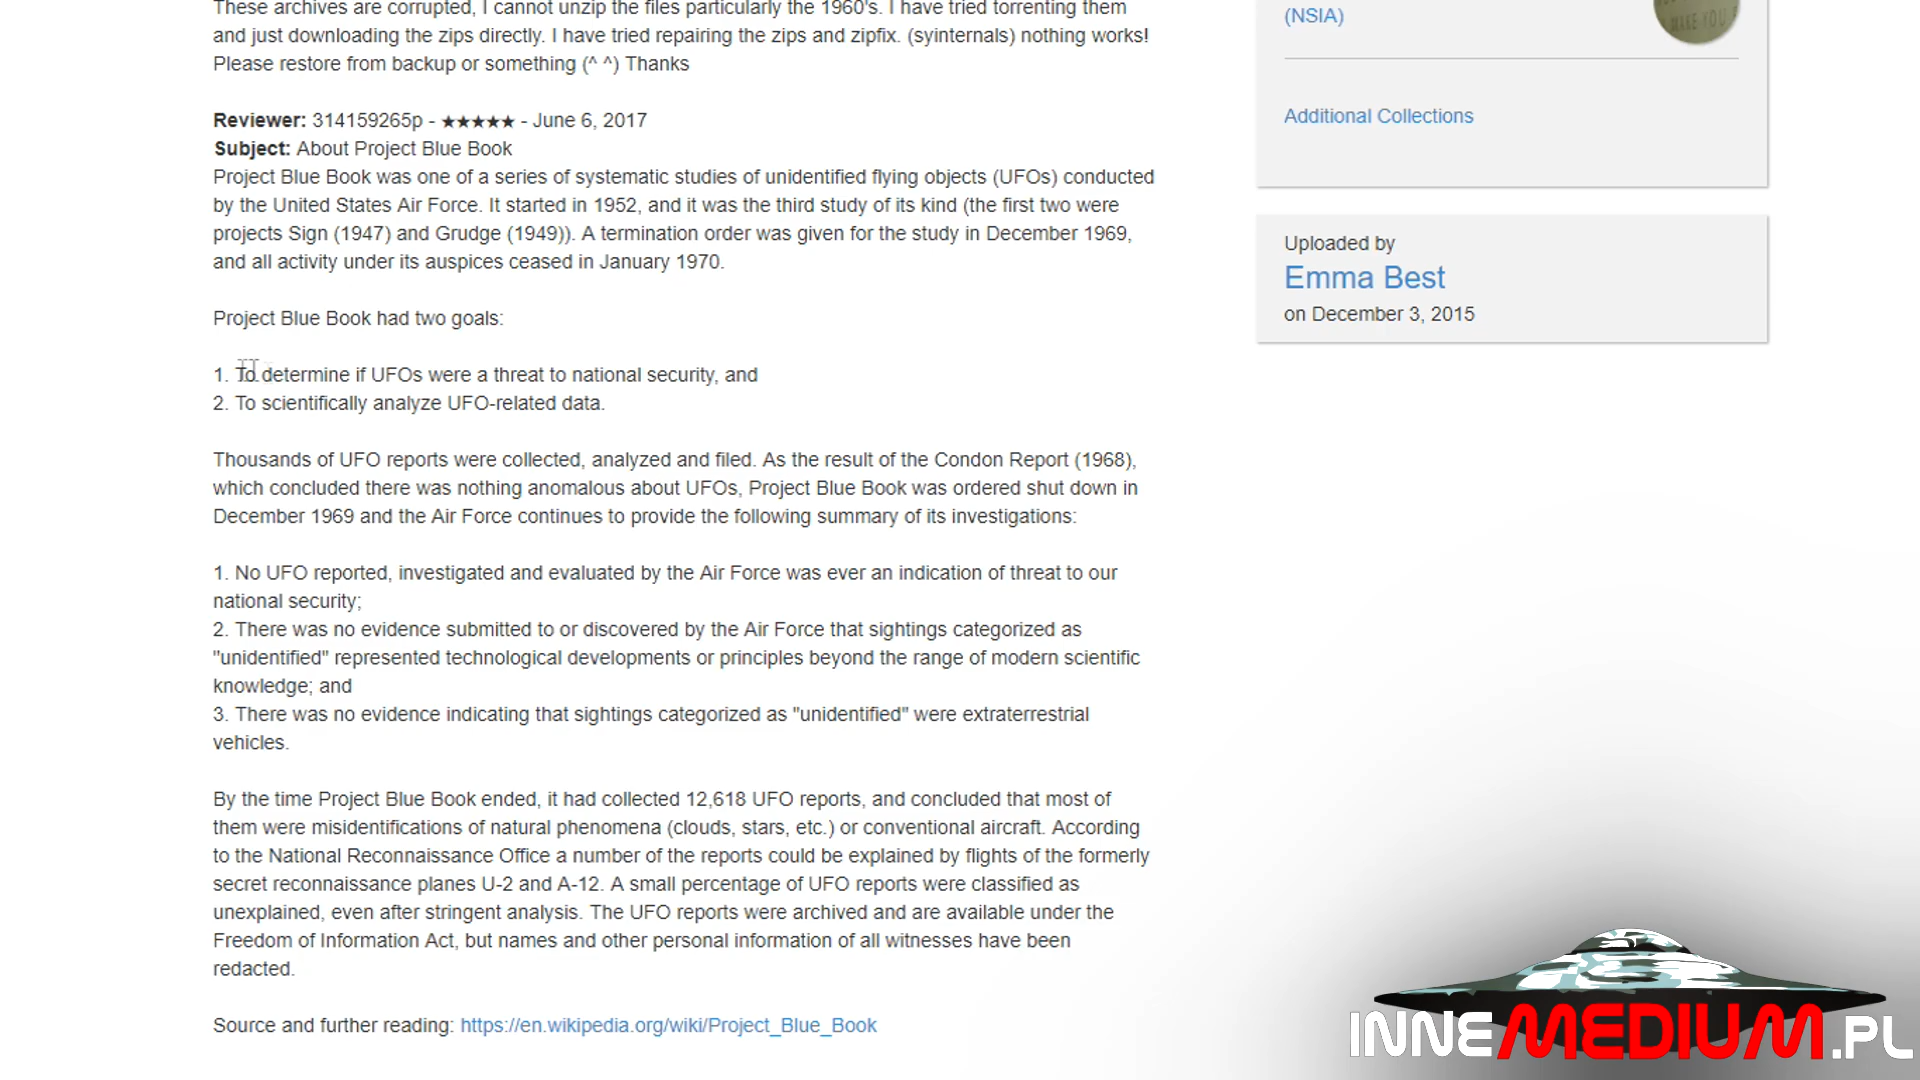 These archives are corrupted, I cannot unzip the files particularly the 1960's. I have tried torrenting them
and just downloading the zips directly. I have tried repairing the zips and zipfix. (syinternals) nothing works!
Please restore from backup or something (^ ^) Thanks
Reviewer: 314159265p - ★★★★★ - June 6, 2017
Subject: About Project Blue Book
Project Blue Book was one of a series of systematic studies of unidentified flying objects (UFOs) conducted
by the United States Air Force. It started in 1952, and it was the third study of its kind (the first two were
projects Sign (1947) and Grudge (1949)). A termination order was given for the study in December 1969,
and all activity under its auspices ceased in January 1970.
Project Blue Book had two goals:
1. To determine if UFOs were a threat to national security, and
2. To scientifically analyze UFO-related data.
Thousands of UFO reports were collected, analyzed and filed. As the result of the Condon Report (1968),
which concluded there was nothing anomalous about UFOs, Project Blue Book was ordered shut down in
December 1969 and the Air Force continues to provide the following summary of its investigations:
1. No UFO reported, investigated and evaluated by the Air Force was ever an indication of threat to our
national security;
2. There was no evidence submitted to or discovered by the Air Force that sightings categorized as
"unidentified" represented technological developments or principles beyond the range of modern scientific
knowledge; and
3. There was no evidence indicating that sightings categorized as "unidentified" were extraterrestrial
vehicles.
By the time Project Blue Book ended, it had collected 12,618 UFO reports, and concluded that most of
them were misidentifications of natural phenomena (clouds, stars, etc.) or conventional aircraft. According
to the National Reconnaissance Office a number of the reports could be explained by flights of the formerly
secret reconnaissance planes U-2 and A-12. A small percentage of UFO reports were classified as
unexplained, even after stringent analysis. The UFO reports were archived and are available under the
Freedom of Information Act, but names and other personal information of all witnesses have been
redacted.
Source and further reading: https://en.wikipedia.org/wiki/Project_Blue_Book
(NSIA)
Additional Collections
Uploaded by
Emma Best
on December 3, 2015
INNEMEDIUM.PL